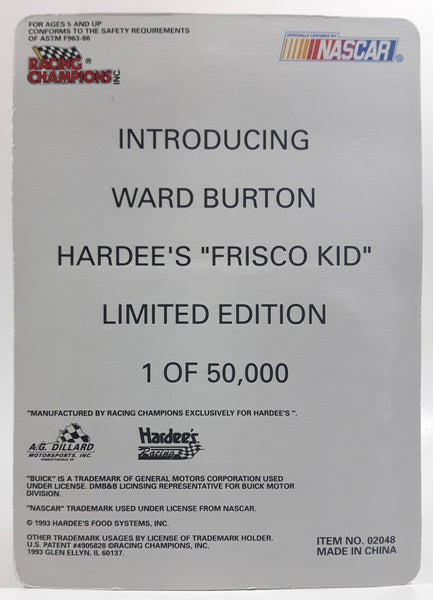 FOR AGES 5 AND UP
CONFORMS TO THE SAFETY REQUIREMENTS
OF ASTM F963-86
RACING CHAMPIONS INC.
OFFICIALLY LICENSED BY
NASCAR
INTRODUCING
WARD BURTON
HARDEE'S "FRISCO KID"
LIMITED EDITION
1 OF 50,000
"MANUFACTURED BY RACING CHAMPIONS EXCLUSIVELY FOR HARDEE'S ".
A.G. DILLARD
MOTORSPORTS, INC.
Hardee's
Racing
"BUICK" IS A TRADEMARK OF GENERAL MOTORS CORPORATION USED
UNDER LICENSE. DMB&B LICINSING REPRESENTATIVE FOR BUICK MOTOR
DIVISION.
"NASCAR" TRADEMARK USED UNDER LICENSE FROM NASCAR.
© 1993 HARDEE'S FOOD SYSTEMS, INC.
OTHER TRADEMARK USAGES BY LICENSE OF TRADEMARK HOLDER.
U.S. PATENT #4905828 ©RACING CHAMPIONS, INC.
1993 GLEN ELLYN, IL 60137.
ITEM NO. 02048
MADE IN CHINA